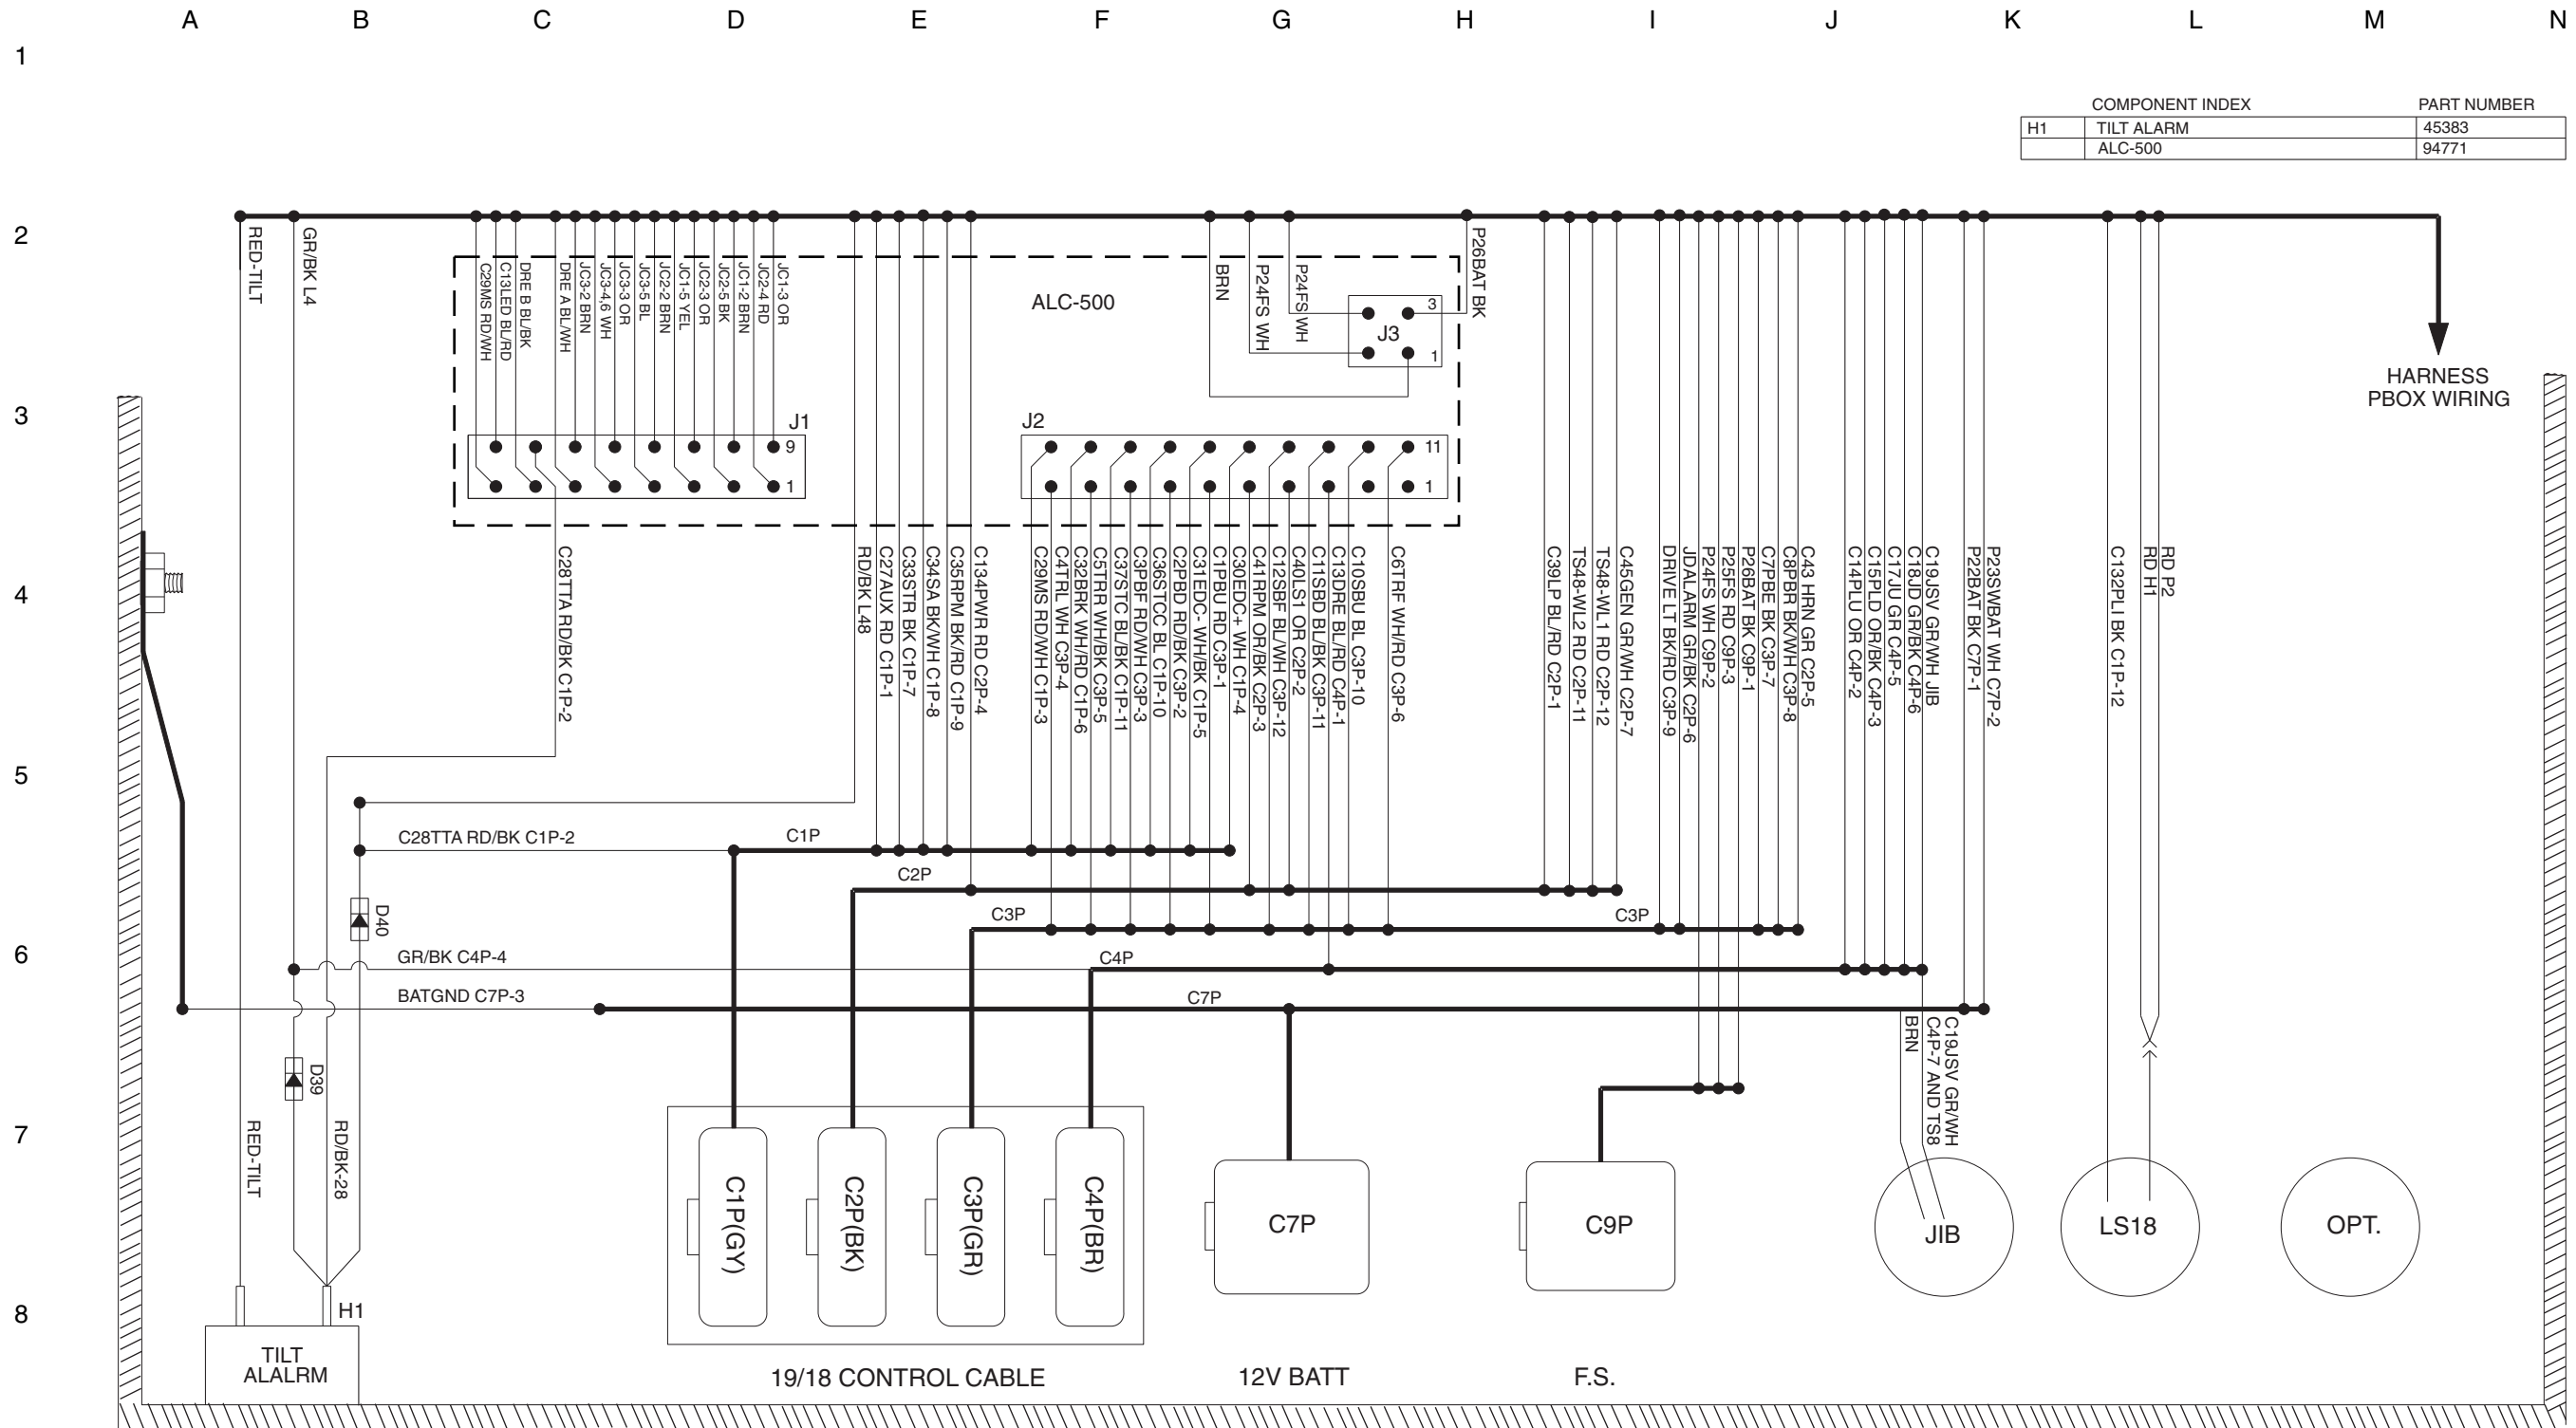 A B C D E F G H I J K L M N
1
COMPONENT INDEX PART NUMBER
H1 TILT ALARM 45383
ALC-500 94771
2
RED-TILT
GR/BK L4
C29MS RD/WH
C13LED BL/RD
DRE B BL/BK
DRE A BL/WH
JC3-2 BRN
JC3-4,6 WH
JC3-3 OR
JC3-5 BL
JC2-2 BRN
JC1-5 YEL
JC2-3 OR
JC2-5 BK
JC1-2 BRN
JC2-4 RD
JC1-3 OR
ALC-500
BRN
P24FS WH
P24FS WH
P26BAT BK
3
J3
1
HARNESS
PBOX WIRING
3
J1
9
1
J2
11
1
4
C28TTA RD/BK C1P-2
RD/BK L48
C27AUX RD C1P-1
C33STR BK C1P-7
C34SA BK/WH C1P-8
C35RPM BK/RD C1P-9
C134PWR RD C2P-4
C29MS RD/WH C1P-3
C4TRL WH C3P-4
C32BRK WH/RD C1P-6
C5TRR WH/BK C3P-5
C37STC BL/BK C1P-11
C3PBF RD/WH C3P-3
C36STCC BL C1P-10
C2PBD RD/BK C3P-2
C31EDC- WH/BK C1P-5
C1PBU RD C3P-1
C30EDC+ WH C1P-4
C41RPM OR/BK C2P-3
C12SBF BL/WH C3P-12
C40LS1 OR C2P-2
C11SBD BL/BK C3P-11
C13DRE BL/RD C4P-1
C10SBU BL C3P-10
C6TRF WH/RD C3P-6
C39LP BL/RD C2P-1
TS48-WL2 RD C2P-11
TS48-WL1 RD C2P-12
C45GEN GR/WH C2P-7
DRIVE LT BK/RD C3P-9
JDALARM GR/BK C2P-6
P24FS WH C9P-2
P25FS RD C9P-3
P26BAT BK C9P-1
C7PBE BK C3P-7
C8PBR BK/WH C3P-8
C43 HRN GR C2P-5
C14PLU OR C4P-2
C15PLD OR/BK C4P-3
C17JU GR C4P-5
C18JD GR/BK C4P-6
C19JSV GR/WH JIB
P22BAT BK C7P-1
P23SWBAT WH C7P-2
C132PLI BK C1P-12
RD H1
RD P2
5
C28TTA RD/BK C1P-2
C1P
C2P
C3P
C3P
D40
6
GR/BK C4P-4
C4P
BATGND C7P-3
C7P
D39
BRN
C4P-7 AND TS8
C19JSV GR/WH
7
RED-TILT
RD/BK-28
C1P(GY)
C2P(BK)
C3P(GR)
C4P(BR)
C7P
C9P
JIB
LS18
OPT.
8
H1
TILT
ALALRM
19/18 CONTROL CABLE
12V BATT
F.S.